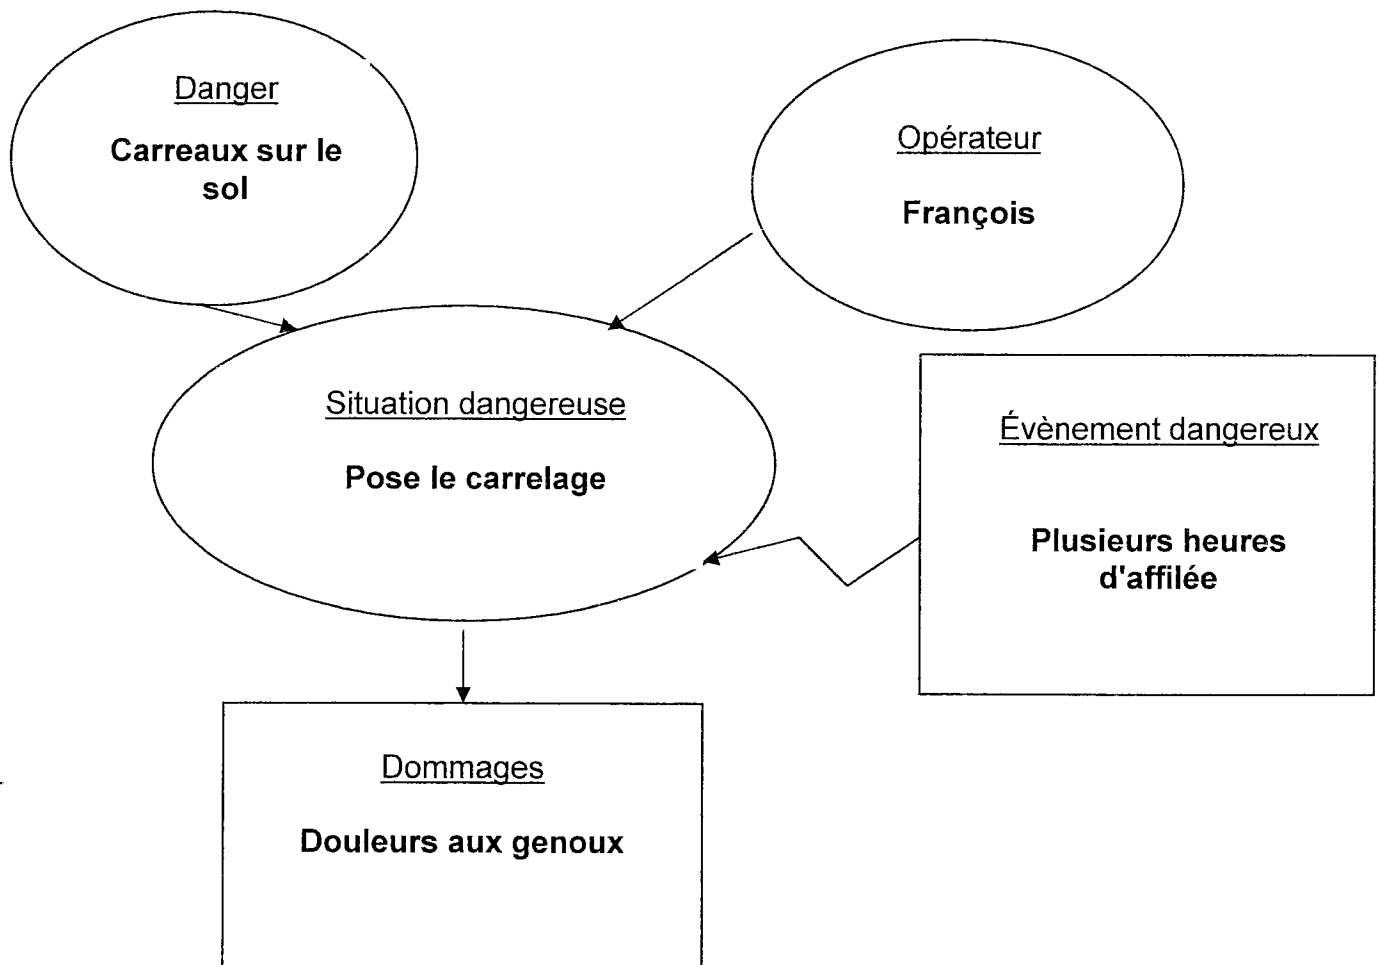 Danger
Carreaux sur le
sol
Opérateur
François
Situation dangereuse
Pose le carrelage
Évènement dangereux
Plusieurs heures
d'affilée
Dommages
Douleurs aux genoux